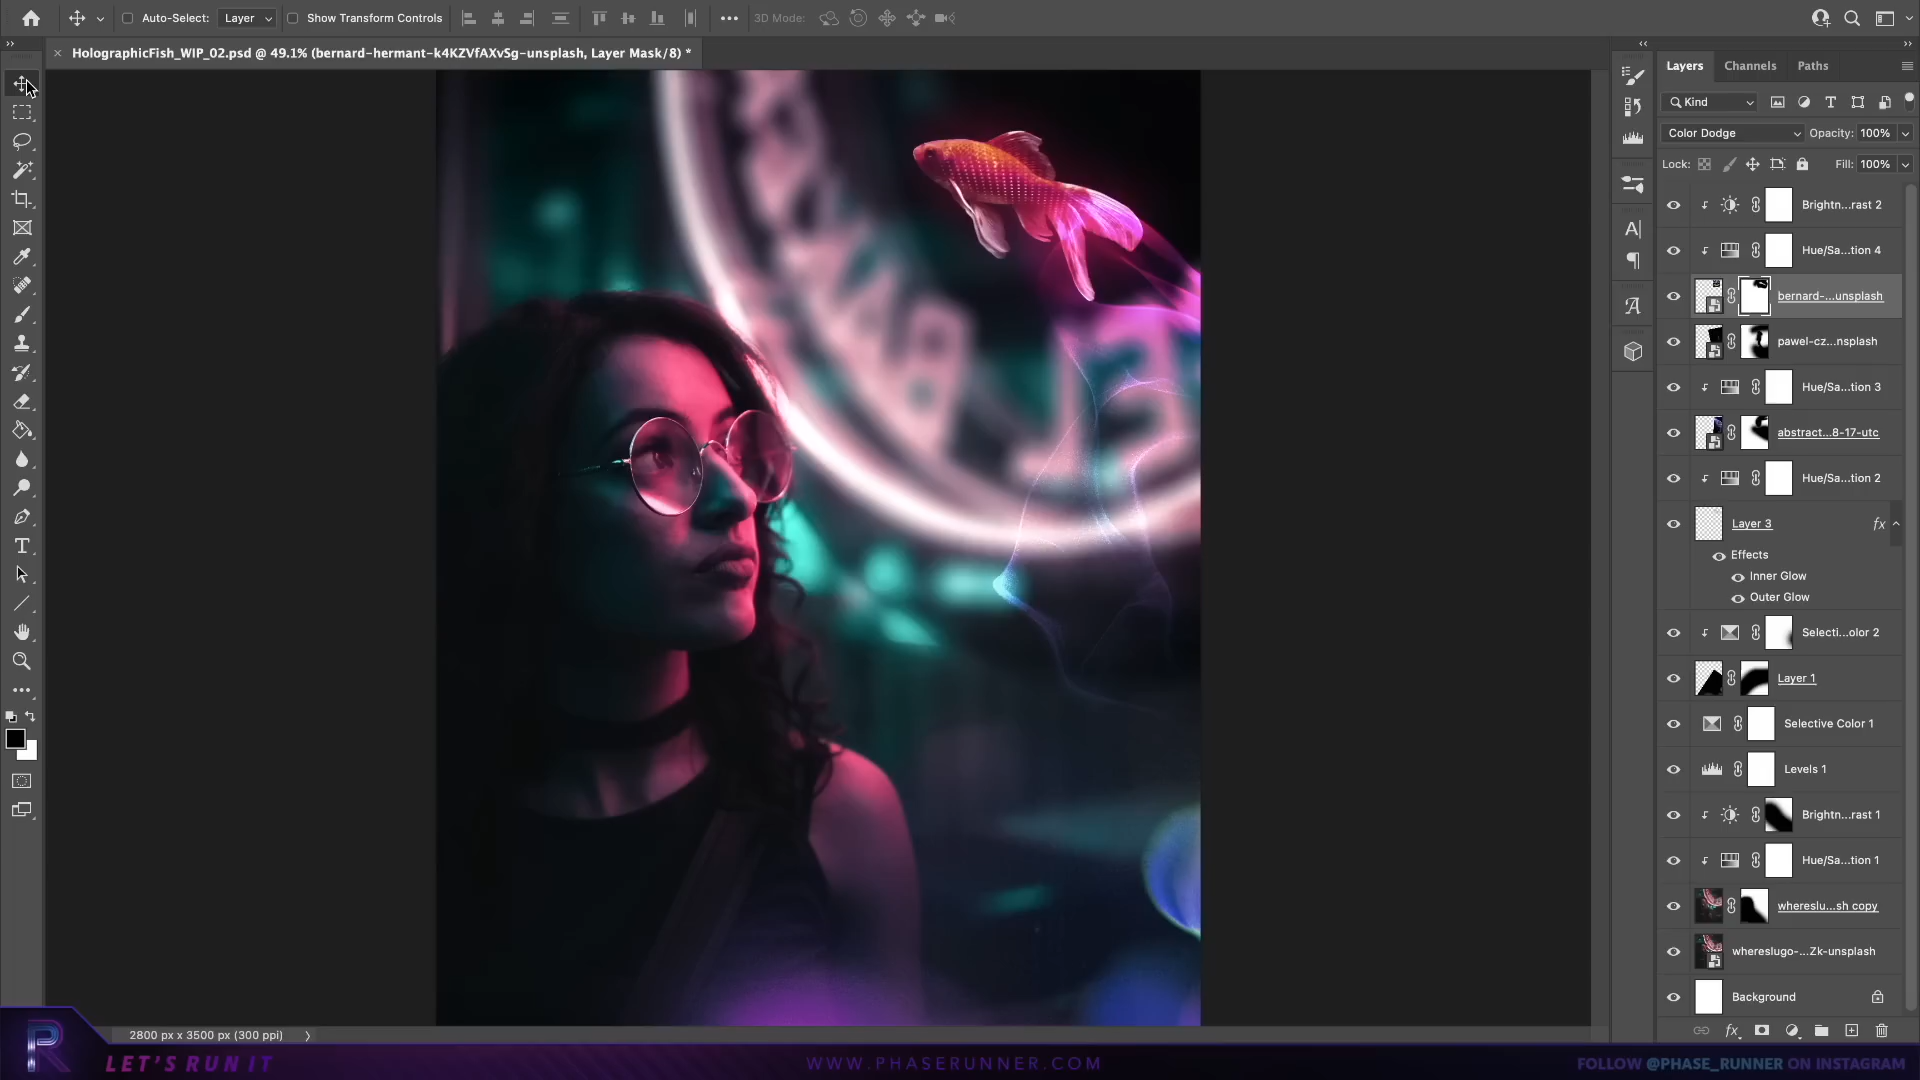 Auto-Select:
Layer
Show Transform Controls
3D Mode:
HolographicFish_WIP_02.psd @ 49.1% (bernard-hermant-k4KZVfAXvSg-unsplash, Layer Mask/8) *
Layers
Channels
Paths
Kind
Color Dodge
Opacity: 100%
Lock:
Fill: 100%
Brightn...rast 2
Hue/Sa...tion 4
bernard-...unsplash
pawel-cz...nsplash
Hue/Sa...tion 3
abstract...8-17-utc
Hue/Sa...tion 2
Layer 3
fx
Effects
Inner Glow
Outer Glow
Selecti...olor 2
Layer 1
Selective Color 1
Levels 1
Brightn...rast 1
Hue/Sa...tion 1
whereslu...sh copy
whereslugo-...Zk-unsplash
Background
2800 px x 3500 px (300 ppi)
R
LET'S RUN IT
WWW.PHASERUNNER.COM
FOLLOW @PHASE_RUNNER ON INSTAGRAM